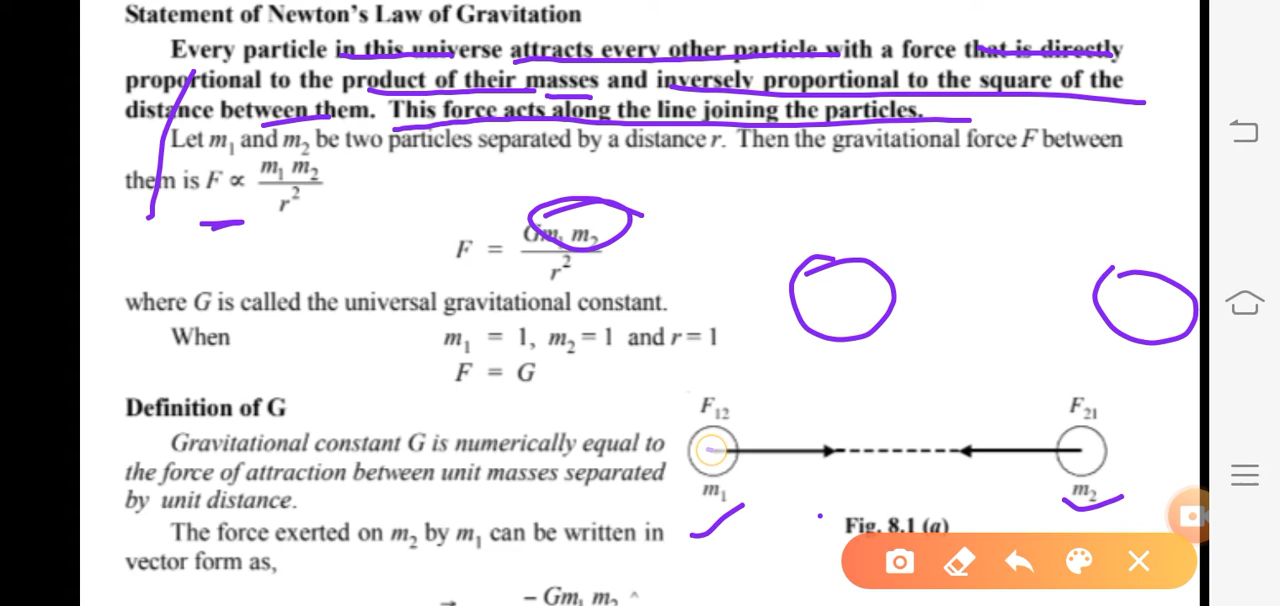 Statement of Newton's Law of Gravitation
Every particle in this universe attracts every other particle with a force that is directly
proportional to the product of their masses and inversely proportional to the square of the
distance between them. This force acts along the line joining the particles.
Let m₁ and m₂ be two particles separated by a distance r. Then the gravitational force F between
them is F ∝ m₁ m₂ / r²
F = Gm₁ m₂ / r²
where G is called the universal gravitational constant.
When m₁ = 1, m₂ = 1 and r = 1
F = G
Definition of G
Gravitational constant G is numerically equal to
the force of attraction between unit masses separated
by unit distance.
The force exerted on m₂ by m₁ can be written in
vector form as,
– Gm₁ m₂ ^
F₁₂ F₂₁
m₁ m₂
Fig. 8.1 (a)